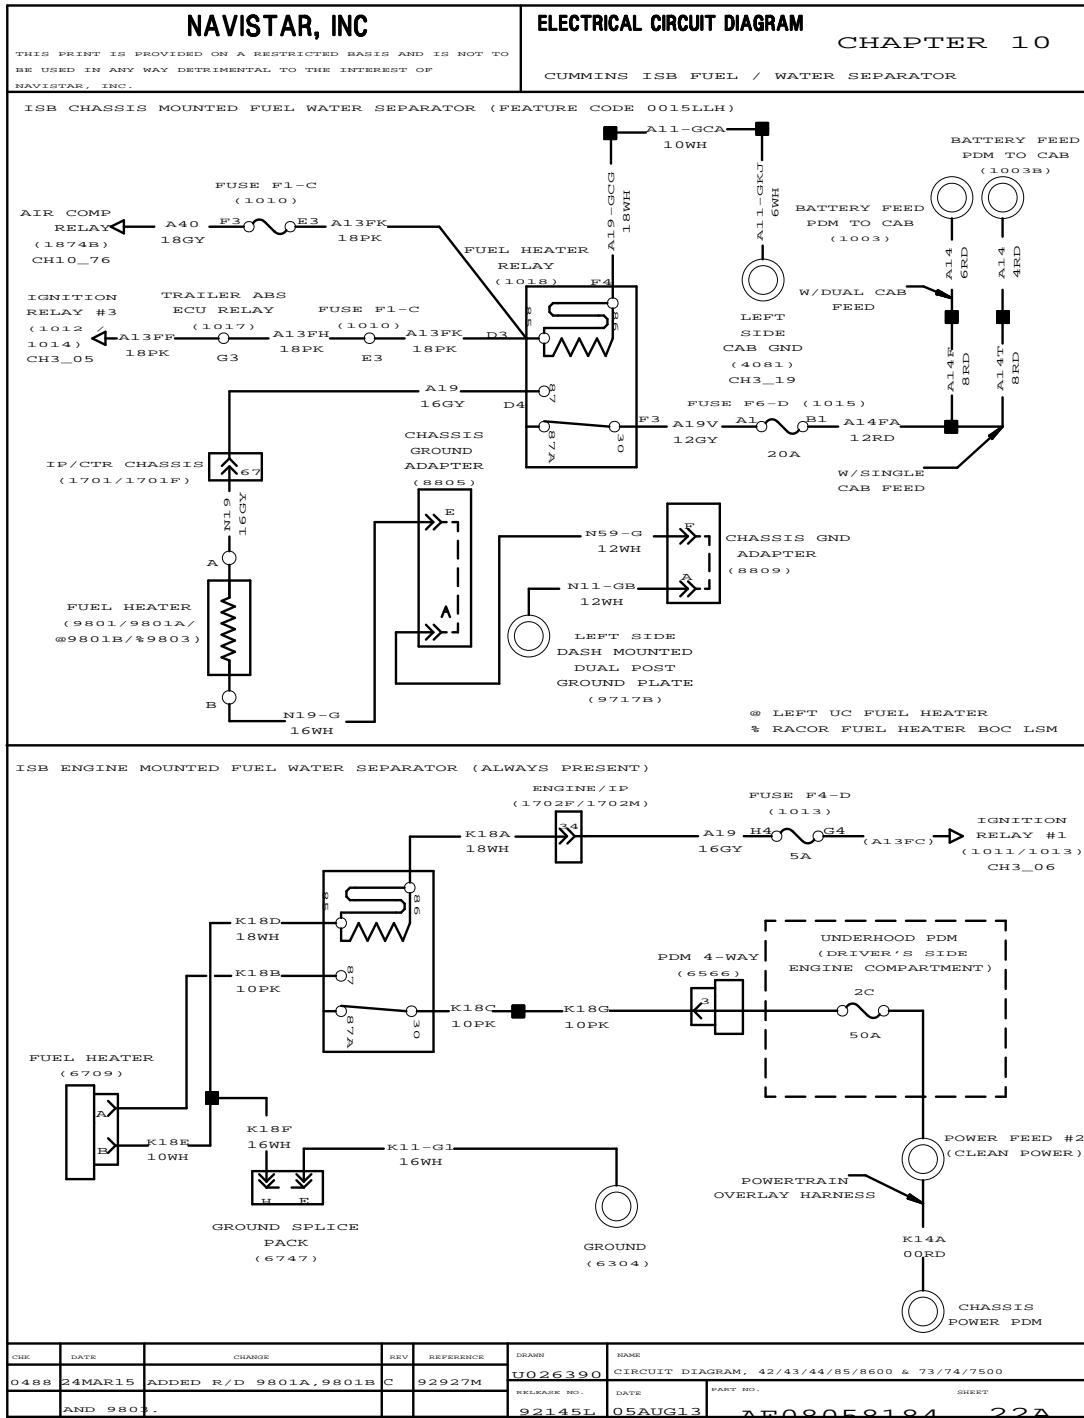 NAVISTAR, INC
THIS PRINT IS PROVIDED ON A RESTRICTED BASIS AND IS NOT TO
BE USED IN ANY WAY DETRIMENTAL TO THE INTEREST OF
NAVISTAR, INC.
ELECTRICAL CIRCUIT DIAGRAM
CHAPTER 10
CUMMINS ISB FUEL / WATER SEPARATOR
ISB CHASSIS MOUNTED FUEL WATER SEPARATOR (FEATURE CODE 0015LLH)
A11-GCA
10WH
A19-GCG
18WH
A11-GKJ
6WH
BATTERY FEED
PDM TO CAB
(1003B)
BATTERY FEED
PDM TO CAB
(1003)
FUSE F1-C
(1010)
AIR COMP
RELAY
(1874B)
CH10_76
A40
18GY
F3
E3
A13FK
18PK
FUEL HEATER
RELAY
(1018)
F4
A14
6RD
A14
4RD
W/DUAL CAB
FEED
IGNITION
RELAY #3
(1012 /
1014)
CH3_05
A13FF
18PK
TRAILER ABS
ECU RELAY
(1017)
G3
A13FH
18PK
FUSE F1-C
(1010)
E3
A13FK
18PK
D3
85
86
LEFT
SIDE
CAB GND
(4081)
CH3_19
A14F
8RD
A14T
8RD
A19
16GY
D4
87
87A
30
F3
A19V
12GY
FUSE F6-D (1015)
A1
B1
20A
A14FA
12RD
W/SINGLE
CAB FEED
IP/CTR CHASSIS
(1701/1701F)
67
CHASSIS
GROUND
ADAPTER
(8805)
N19
16GY
E
A
N59-G
12WH
F
A
CHASSIS GND
ADAPTER
(8809)
N11-GB
12WH
A
FUEL HEATER
(9801/9801A/
@9801B/%9803)
B
LEFT SIDE
DASH MOUNTED
DUAL POST
GROUND PLATE
(9717B)
N19-G
16WH
@ LEFT UC FUEL HEATER
% RACOR FUEL HEATER BOC LSM
ISB ENGINE MOUNTED FUEL WATER SEPARATOR (ALWAYS PRESENT)
ENGINE/IP
(1702F/1702M)
24
K18A
18WH
A19
16GY
FUSE F4-D
(1013)
H4
G4
5A
(A13FC)
IGNITION
RELAY #1
(1011/1013)
CH3_06
85
86
K18D
18WH
K18B
10PK
87
87A
30
K18C
10PK
K18G
10PK
PDM 4-WAY
(6566)
3
UNDERHOOD PDM
(DRIVER'S SIDE
ENGINE COMPARTMENT)
2C
50A
FUEL HEATER
(6709)
A
B
K18E
10WH
K18F
16WH
K11-G1
16WH
H
E
GROUND SPLICE
PACK
(6747)
GROUND
(6304)
POWER FEED #2
(CLEAN POWER)
POWERTRAIN
OVERLAY HARNESS
K14A
00RD
CHASSIS
POWER PDM
CHK DATE CHANGE REV REFERENCE
0488 24MAR15 ADDED R/D 9801A,9801B C 92927M
AND 9803.
DRAWN
U026390
NAME
CIRCUIT DIAGRAM, 42/43/44/85/8600 & 73/74/7500
RELEASE NO.
92145L
DATE
05AUG13
PART NO.
AF08058184
SHEET
22A